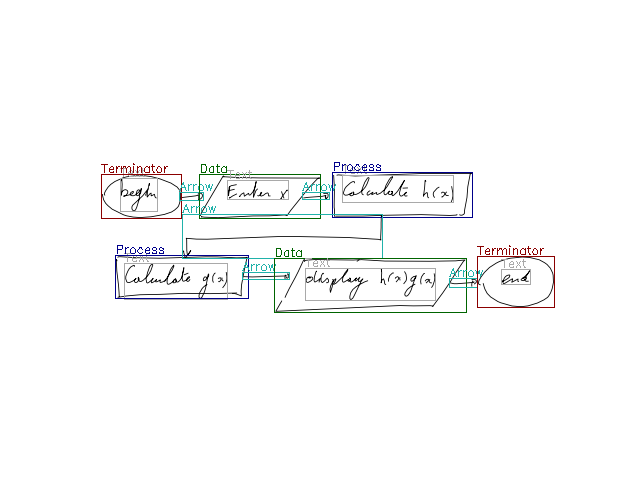 Terminator
Data
Process
Text
Arrow
Arrow
begin
Enter x
Calculate h(x)
Arrow
Process
Data
Terminator
Text
Text
Text
Arrow
Arrow
Calculate g(x)
display h(x)g(x)
end